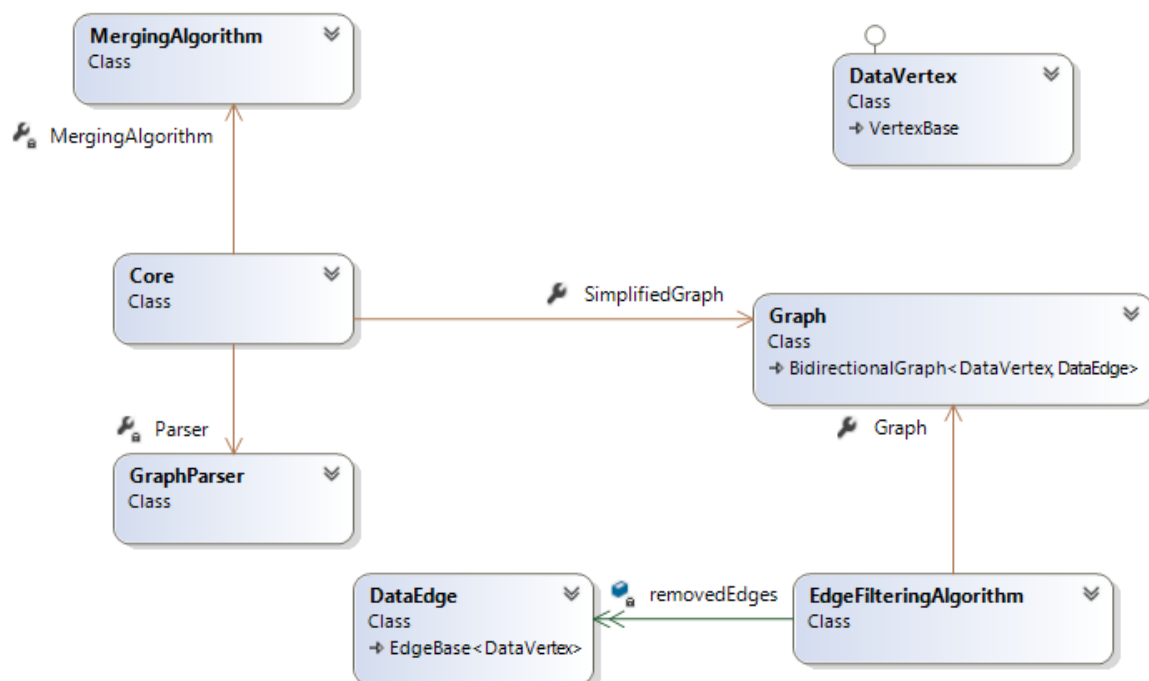 MergingAlgorithm
Class
DataVertex
Class
VertexBase
MergingAlgorithm
Core
Class
SimplifiedGraph
Graph
Class
BidirectionalGraph<DataVertex, DataEdge>
Parser
Graph
GraphParser
Class
DataEdge
Class
EdgeBase<DataVertex>
removedEdges
EdgeFilteringAlgorithm
Class